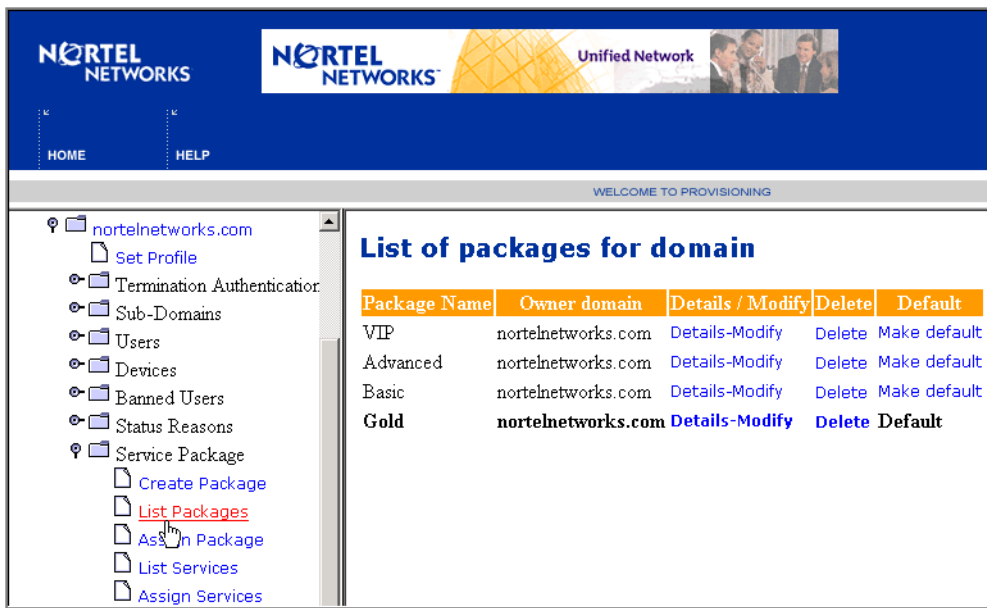 NORTEL
NETWORKS
NORTEL
NETWORKS™
Unified Network
HOME
HELP
WELCOME TO PROVISIONING
nortelnetworks.com
Set Profile
Termination Authentication
Sub-Domains
Users
Devices
Banned Users
Status Reasons
Service Package
Create Package
List Packages
Package
List Services
Assign Services
List of packages for domain
Package Name Owner domain Details / Modify Delete Default
VIP nortelnetworks.com Details-Modify Delete Make default
Advanced nortelnetworks.com Details-Modify Delete Make default
Basic nortelnetworks.com Details-Modify Delete Make default
Gold nortelnetworks.com Details-Modify Delete Default